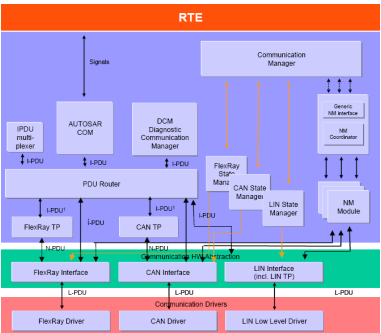 RTE
Communication
Manager
Signals
Generic
NM Interface
NM
Coordinator
IPDU
multi-
plexer
AUTOSAR
COM
DCM
Diagnostic
Communication
Manager
I-PDU
I-PDU
I-PDU
FlexRay
State
Manager
PDU Router
CAN State
Manager
LIN State
Manager
NM
Module
I-PDU¹
I-PDU
I-PDU¹
I-PDU
FlexRay TP
CAN TP
N-PDU
N-PDU
Communication HW Abstraction
FlexRay Interface
CAN Interface
LIN Interface
(incl. LIN TP)
L-PDU
L-PDU
L-PDU
Communication Drivers
FlexRay Driver
CAN Driver
LIN Low Level Driver